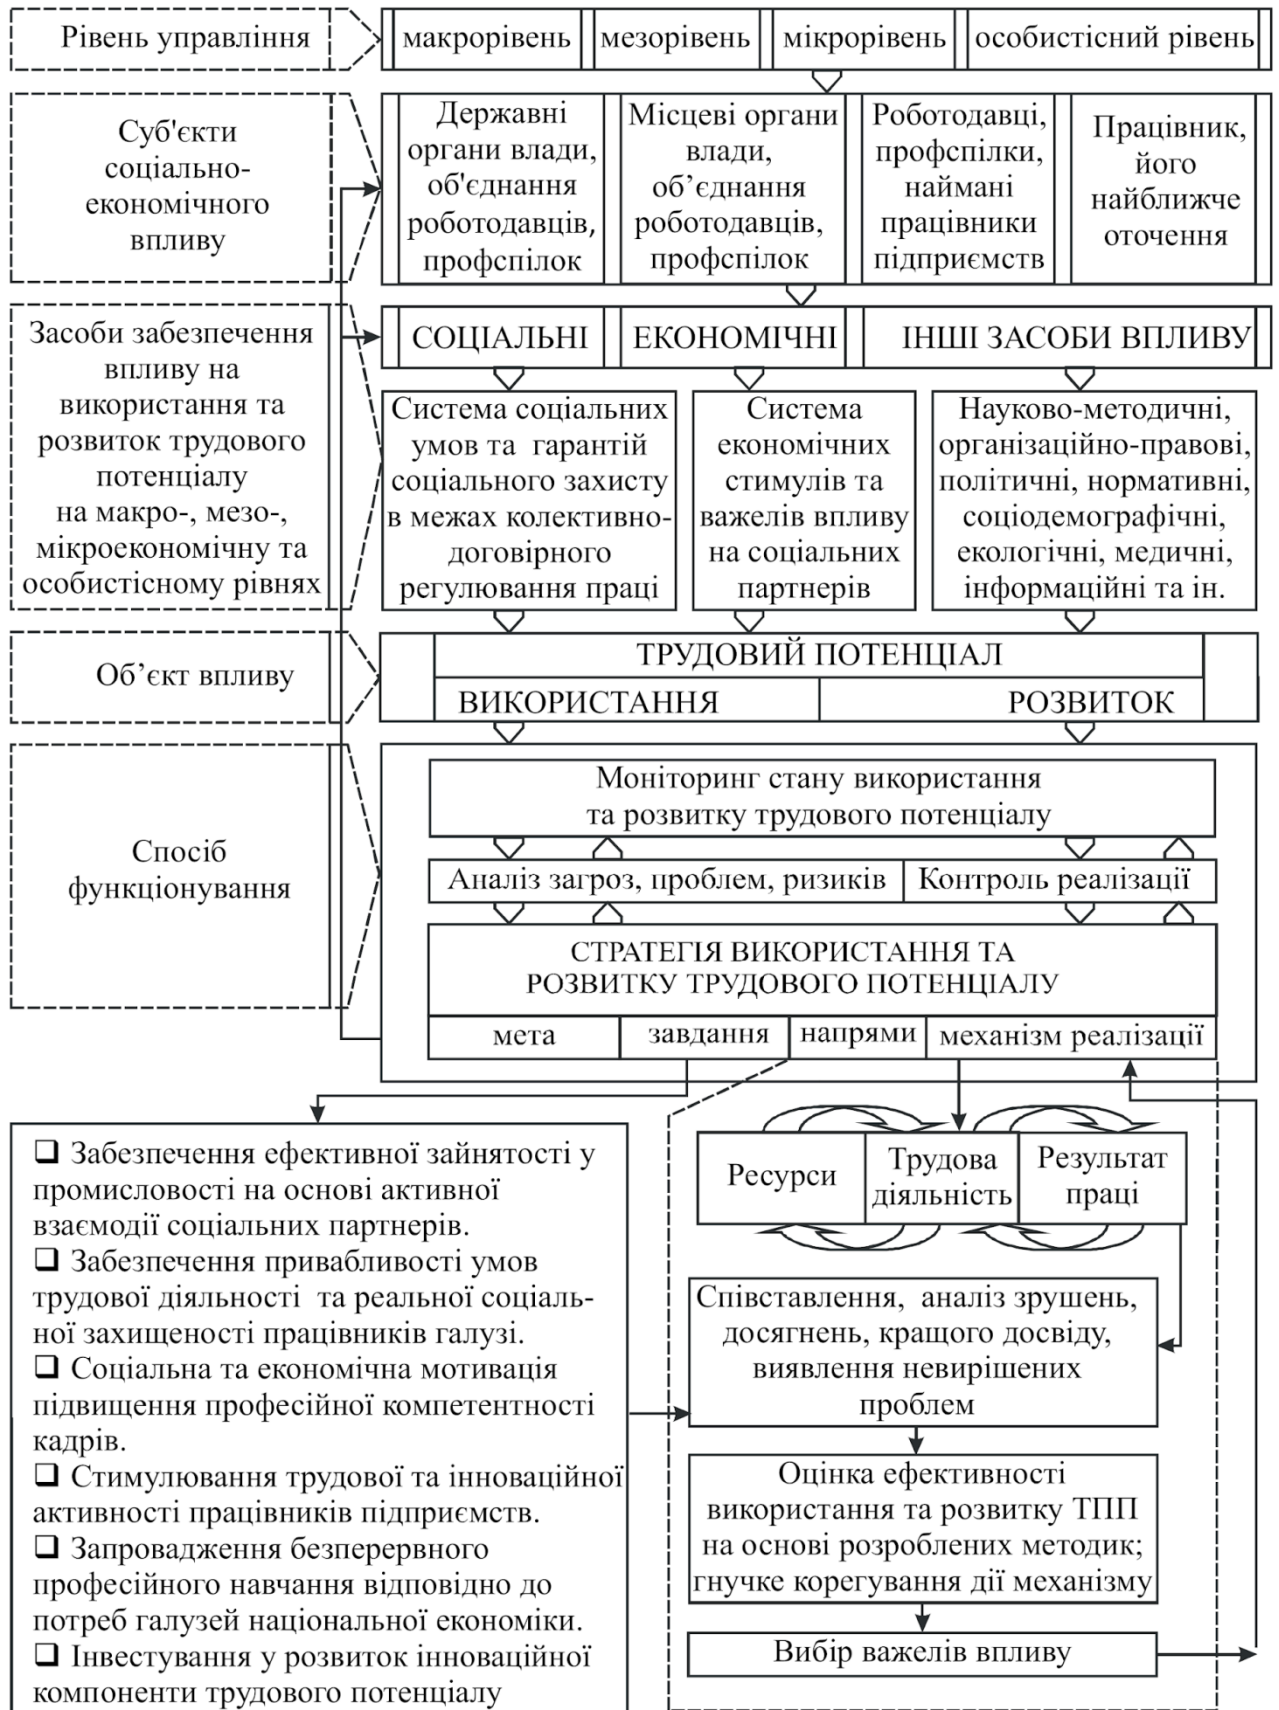 Рівень управління
макрорівень
мезорівень
мікрорівень
особистісний рівень
Суб'єкти
соціально-
економічного
впливу
Державні
органи влади,
об'єднання
роботодавців,
профспілок
Місцеві органи
влади,
об’єднання
роботодавців,
профспілок
Роботодавці,
профспілки,
наймані
працівники
підприємств
Працівник,
його
найближче
оточення
Засоби забезпечення
впливу на
використання та
розвиток трудового
потенціалу
на макро-, мезо-,
мікроекономічну та
особистісному рівнях
СОЦІАЛЬНІ
ЕКОНОМІЧНІ
ІНШІ ЗАСОБИ ВПЛИВУ
Система соціальних
умов та гарантій
соціального захисту
в межах колективно-
договірного
регулювання праці
Система
економічних
стимулів та
важелів впливу
на соціальних
партнерів
Науково-методичні,
організаційно-правові,
політичні, нормативні,
соціодемографічні,
екологічні, медичні,
інформаційні та ін.
Об’єкт впливу
ТРУДОВИЙ ПОТЕНЦІАЛ
ВИКОРИСТАННЯ
РОЗВИТОК
Спосіб
функціонування
Моніторинг стану використання
та розвитку трудового потенціалу
Аналіз загроз, проблем, ризиків
Контроль реалізації
СТРАТЕГІЯ ВИКОРИСТАННЯ ТА
РОЗВИТКУ ТРУДОВОГО ПОТЕНЦІАЛУ
мета
завдання
напрями
механізм реалізації
❑ Забезпечення ефективної зайнятості у
промисловості на основі активної
взаємодії соціальних партнерів.
❑ Забезпечення привабливості умов
трудової діяльності та реальної соціаль-
ної захищеності працівників галузі.
❑ Соціальна та економічна мотивація
підвищення професійної компетентності
кадрів.
❑ Стимулювання трудової та інноваційної
активності працівників підприємств.
❑ Запровадження безперервного
професійного навчання відповідно до
потреб галузей національної економіки.
❑ Інвестування у розвиток інноваційної
компоненти трудового потенціалу
Ресурси
Трудова
діяльність
Результат
праці
Співставлення, аналіз зрушень,
досягнень, кращого досвіду,
виявлення невирішених
проблем
Оцінка ефективності
використання та розвитку ТПП
на основі розроблених методик;
гнучке корегування дії механізму
Вибір важелів впливу